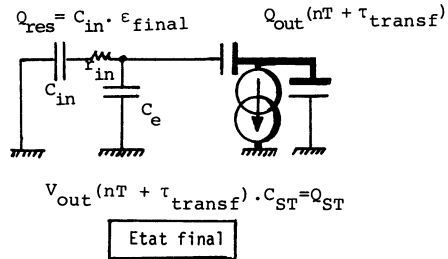 Q_res = C_in . ε_final
Q_out(nT + τ_transf)
r_in
C_in
C_e
V_out(nT + τ_transf).C_ST=Q_ST
Etat final